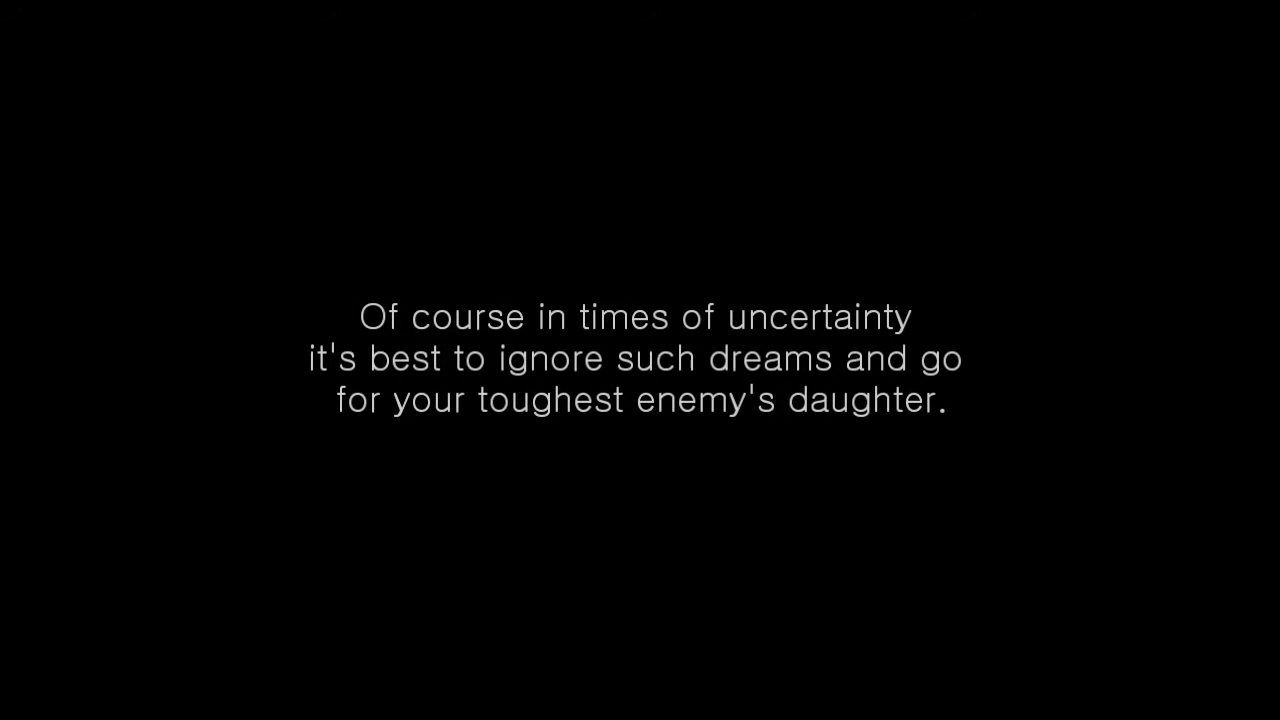 Of course in times of uncertainty
it's best to ignore such dreams and go
for your toughest enemy's daughter.